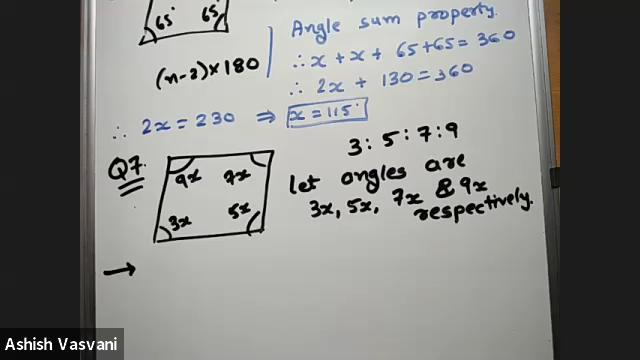 65° 65°
Angle sum property.
∴ x + x + 65 + 65 = 360
(n-2) × 180
∴ 2x + 130 = 360
∴ 2x = 230 ⇒ x = 115°
Q7.
3 : 5 : 7 : 9
9x 7x
3x 5x
let angles are
3x, 5x, 7x & 9x
respectively.
→
Ashish Vasvani